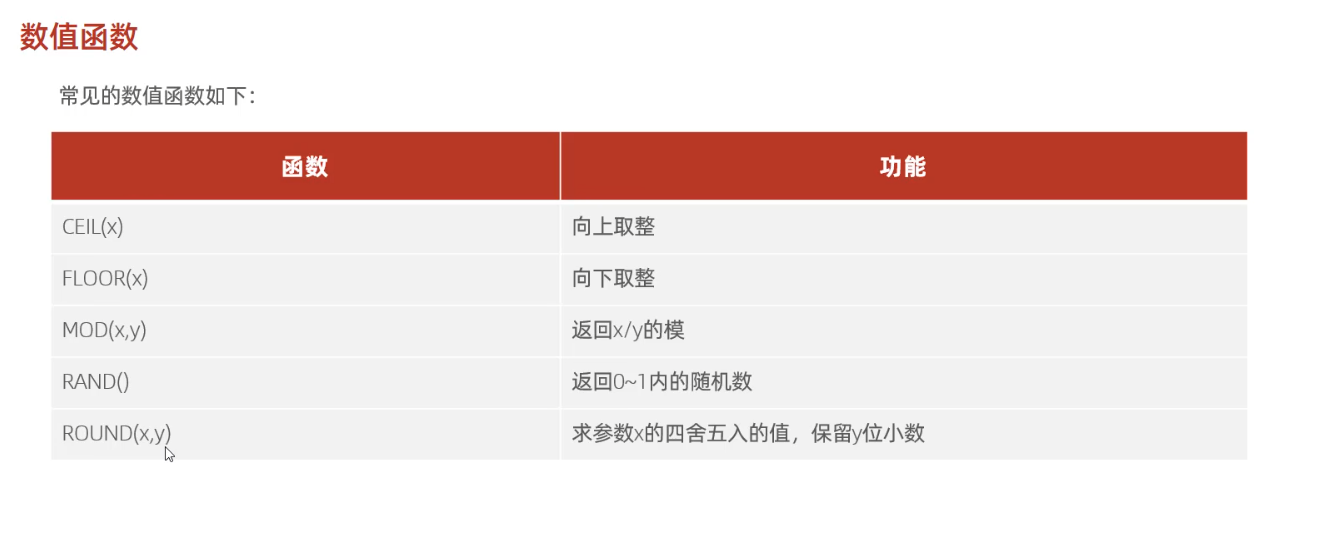 数值函数
常见的数值函数如下：
函数 功能
CEIL(x) 向上取整
FLOOR(x) 向下取整
MOD(x,y) 返回x/y的模
RAND() 返回0~1内的随机数
ROUND(x,y) 求参数x的四舍五入的值，保留y位小数